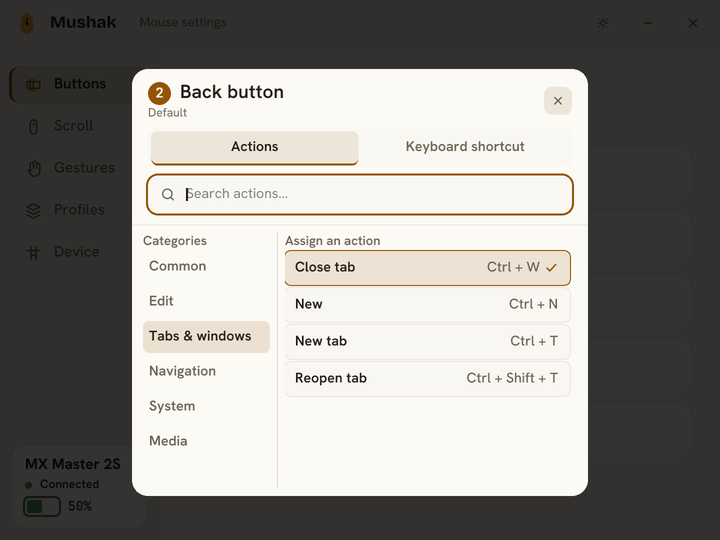 Mushak
Mouse settings
Buttons
Scroll
Gestures
Profiles
Device
MX Master 2S
Connected
50%
2 Back button
Default
Actions
Keyboard shortcut
Search actions...
Categories
Common
Edit
Tabs & windows
Navigation
System
Media
Assign an action
Close tab Ctrl + W
New Ctrl + N
New tab Ctrl + T
Reopen tab Ctrl + Shift + T